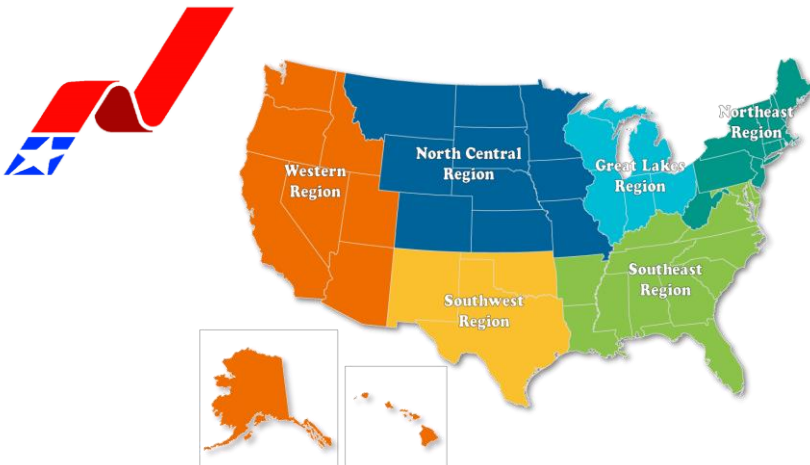 Northeast
Region
North Central
Region
Great Lakes
Region
Western
Region
Southeast
Region
Southwest
Region